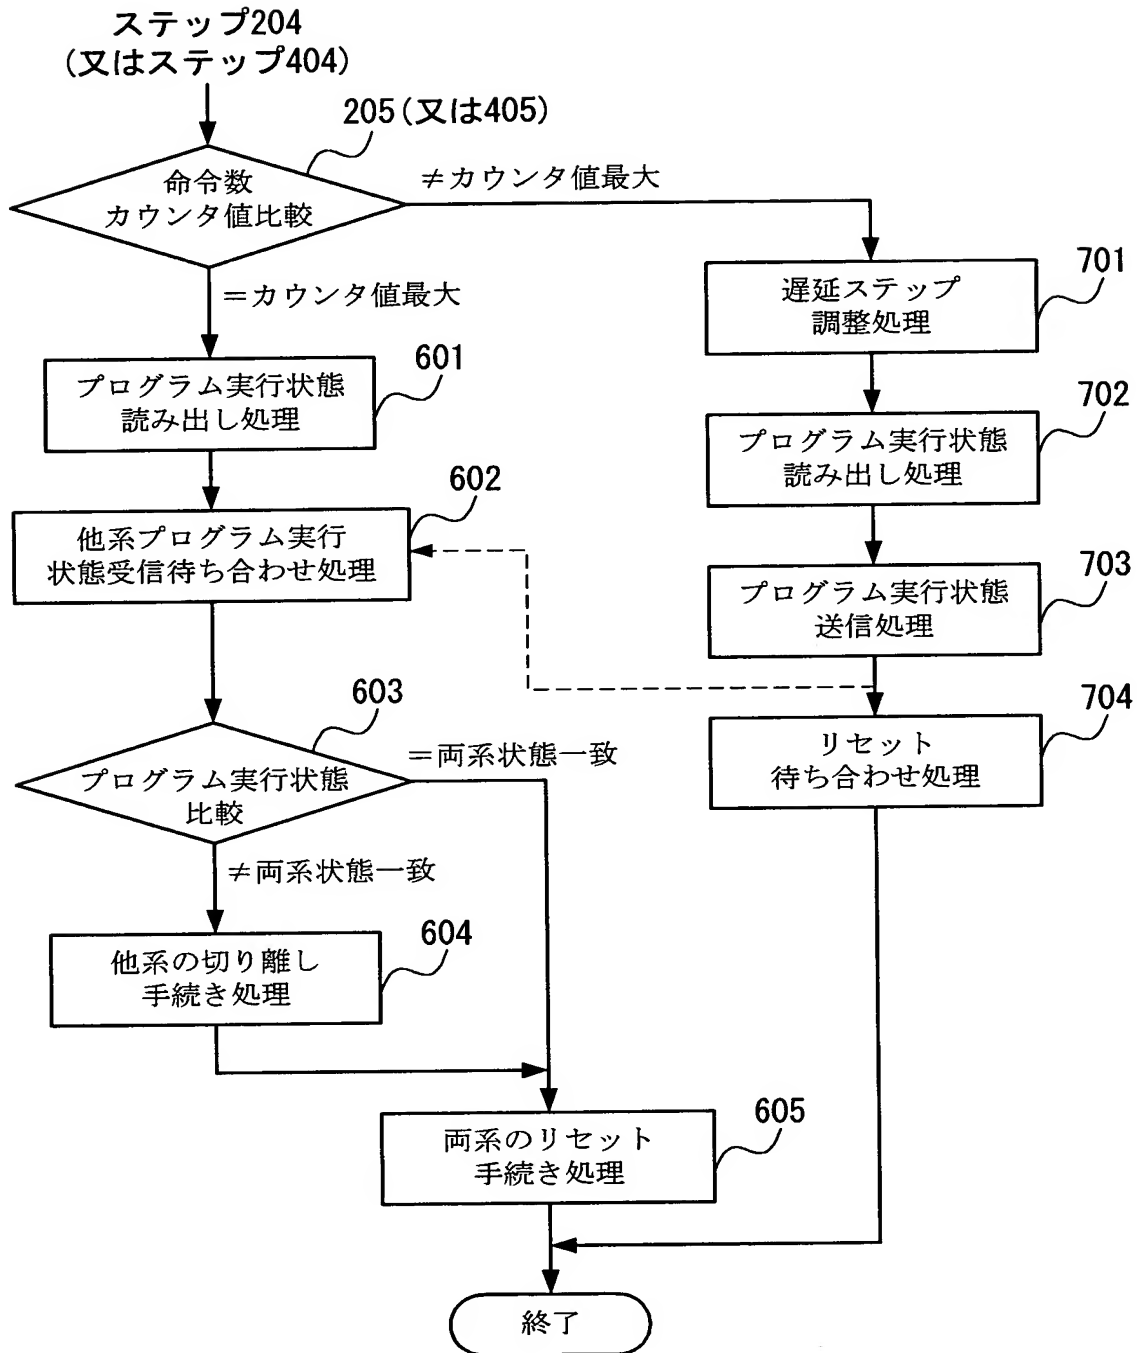 ステップ204
(又はステップ404)
205(又は405)
命令数
カウンタ値比較
≠カウンタ値最大
=カウンタ値最大
701
遅延ステップ
調整処理
601
プログラム実行状態
読み出し処理
702
プログラム実行状態
読み出し処理
602
他系プログラム実行
状態受信待ち合わせ処理
703
プログラム実行状態
送信処理
603
プログラム実行状態
比較
=両系状態一致
≠両系状態一致
704
リセット
待ち合わせ処理
604
他系の切り離し
手続き処理
605
両系のリセット
手続き処理
終了